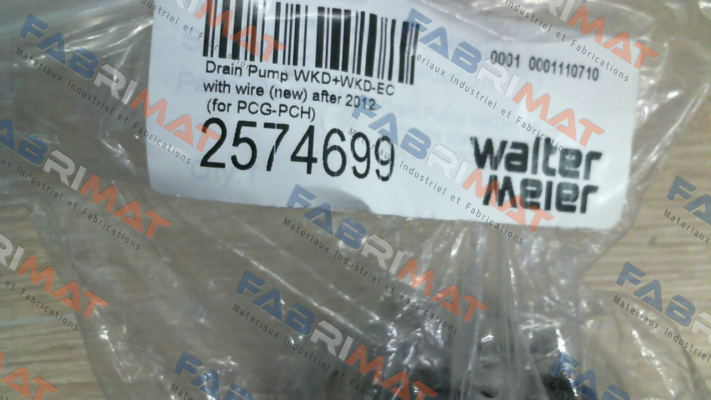 0001 0001110710
Drain Pump WKD+WKD-EC
with wire (new) after 2012
(for PCG-PCH)
2574699
walter
meier
FABRIMAT
Materiaux Industriel et Fabrications